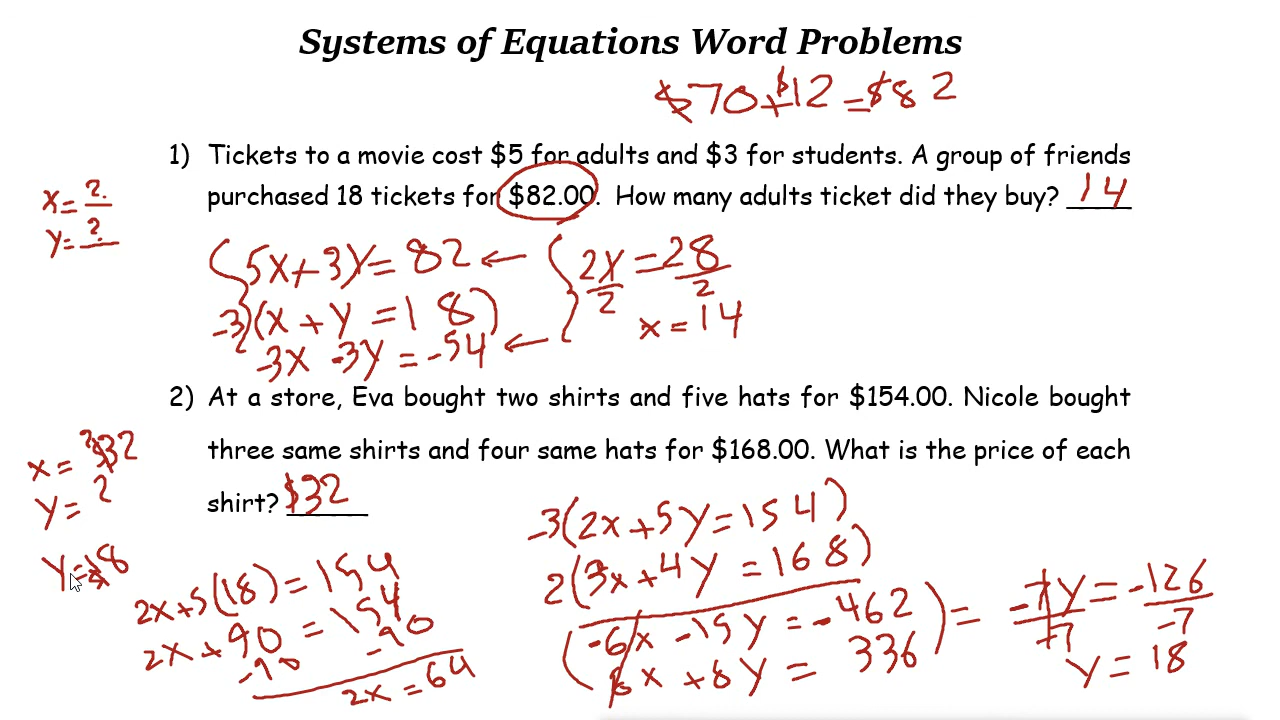 Systems of Equations Word Problems
$70+$12=$82
1) Tickets to a movie cost $5 for adults and $3 for students. A group of friends
purchased 18 tickets for $82.00. How many adults ticket did they buy? 14
x=?
y=?
5x+3y=82
-3(x+y=18)
-3x-3y=-54
2x/2=28/2
x=14
2) At a store, Eva bought two shirts and five hats for $154.00. Nicole bought
three same shirts and four same hats for $168.00. What is the price of each
shirt? $32
x=$32
y=?
y=18
2x+5(18)=154
2x+90=154
-90 -90
2x=64
-3(2x+5y=154)
2(3x+4y=168)
(-6x-15y=-462
6x+8y=336)=
-7y/-7=-126/-7
y=18